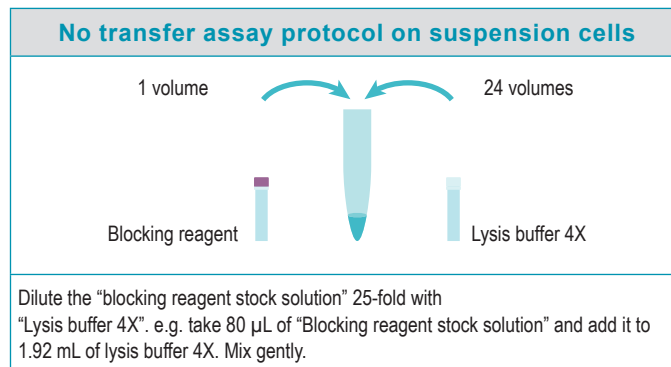 No transfer assay protocol on suspension cells
1 volume
24 volumes
Blocking reagent
Lysis buffer 4X
Dilute the “blocking reagent stock solution” 25-fold with
“Lysis buffer 4X”. e.g. take 80 µL of “Blocking reagent stock solution” and add it to
1.92 mL of lysis buffer 4X. Mix gently.